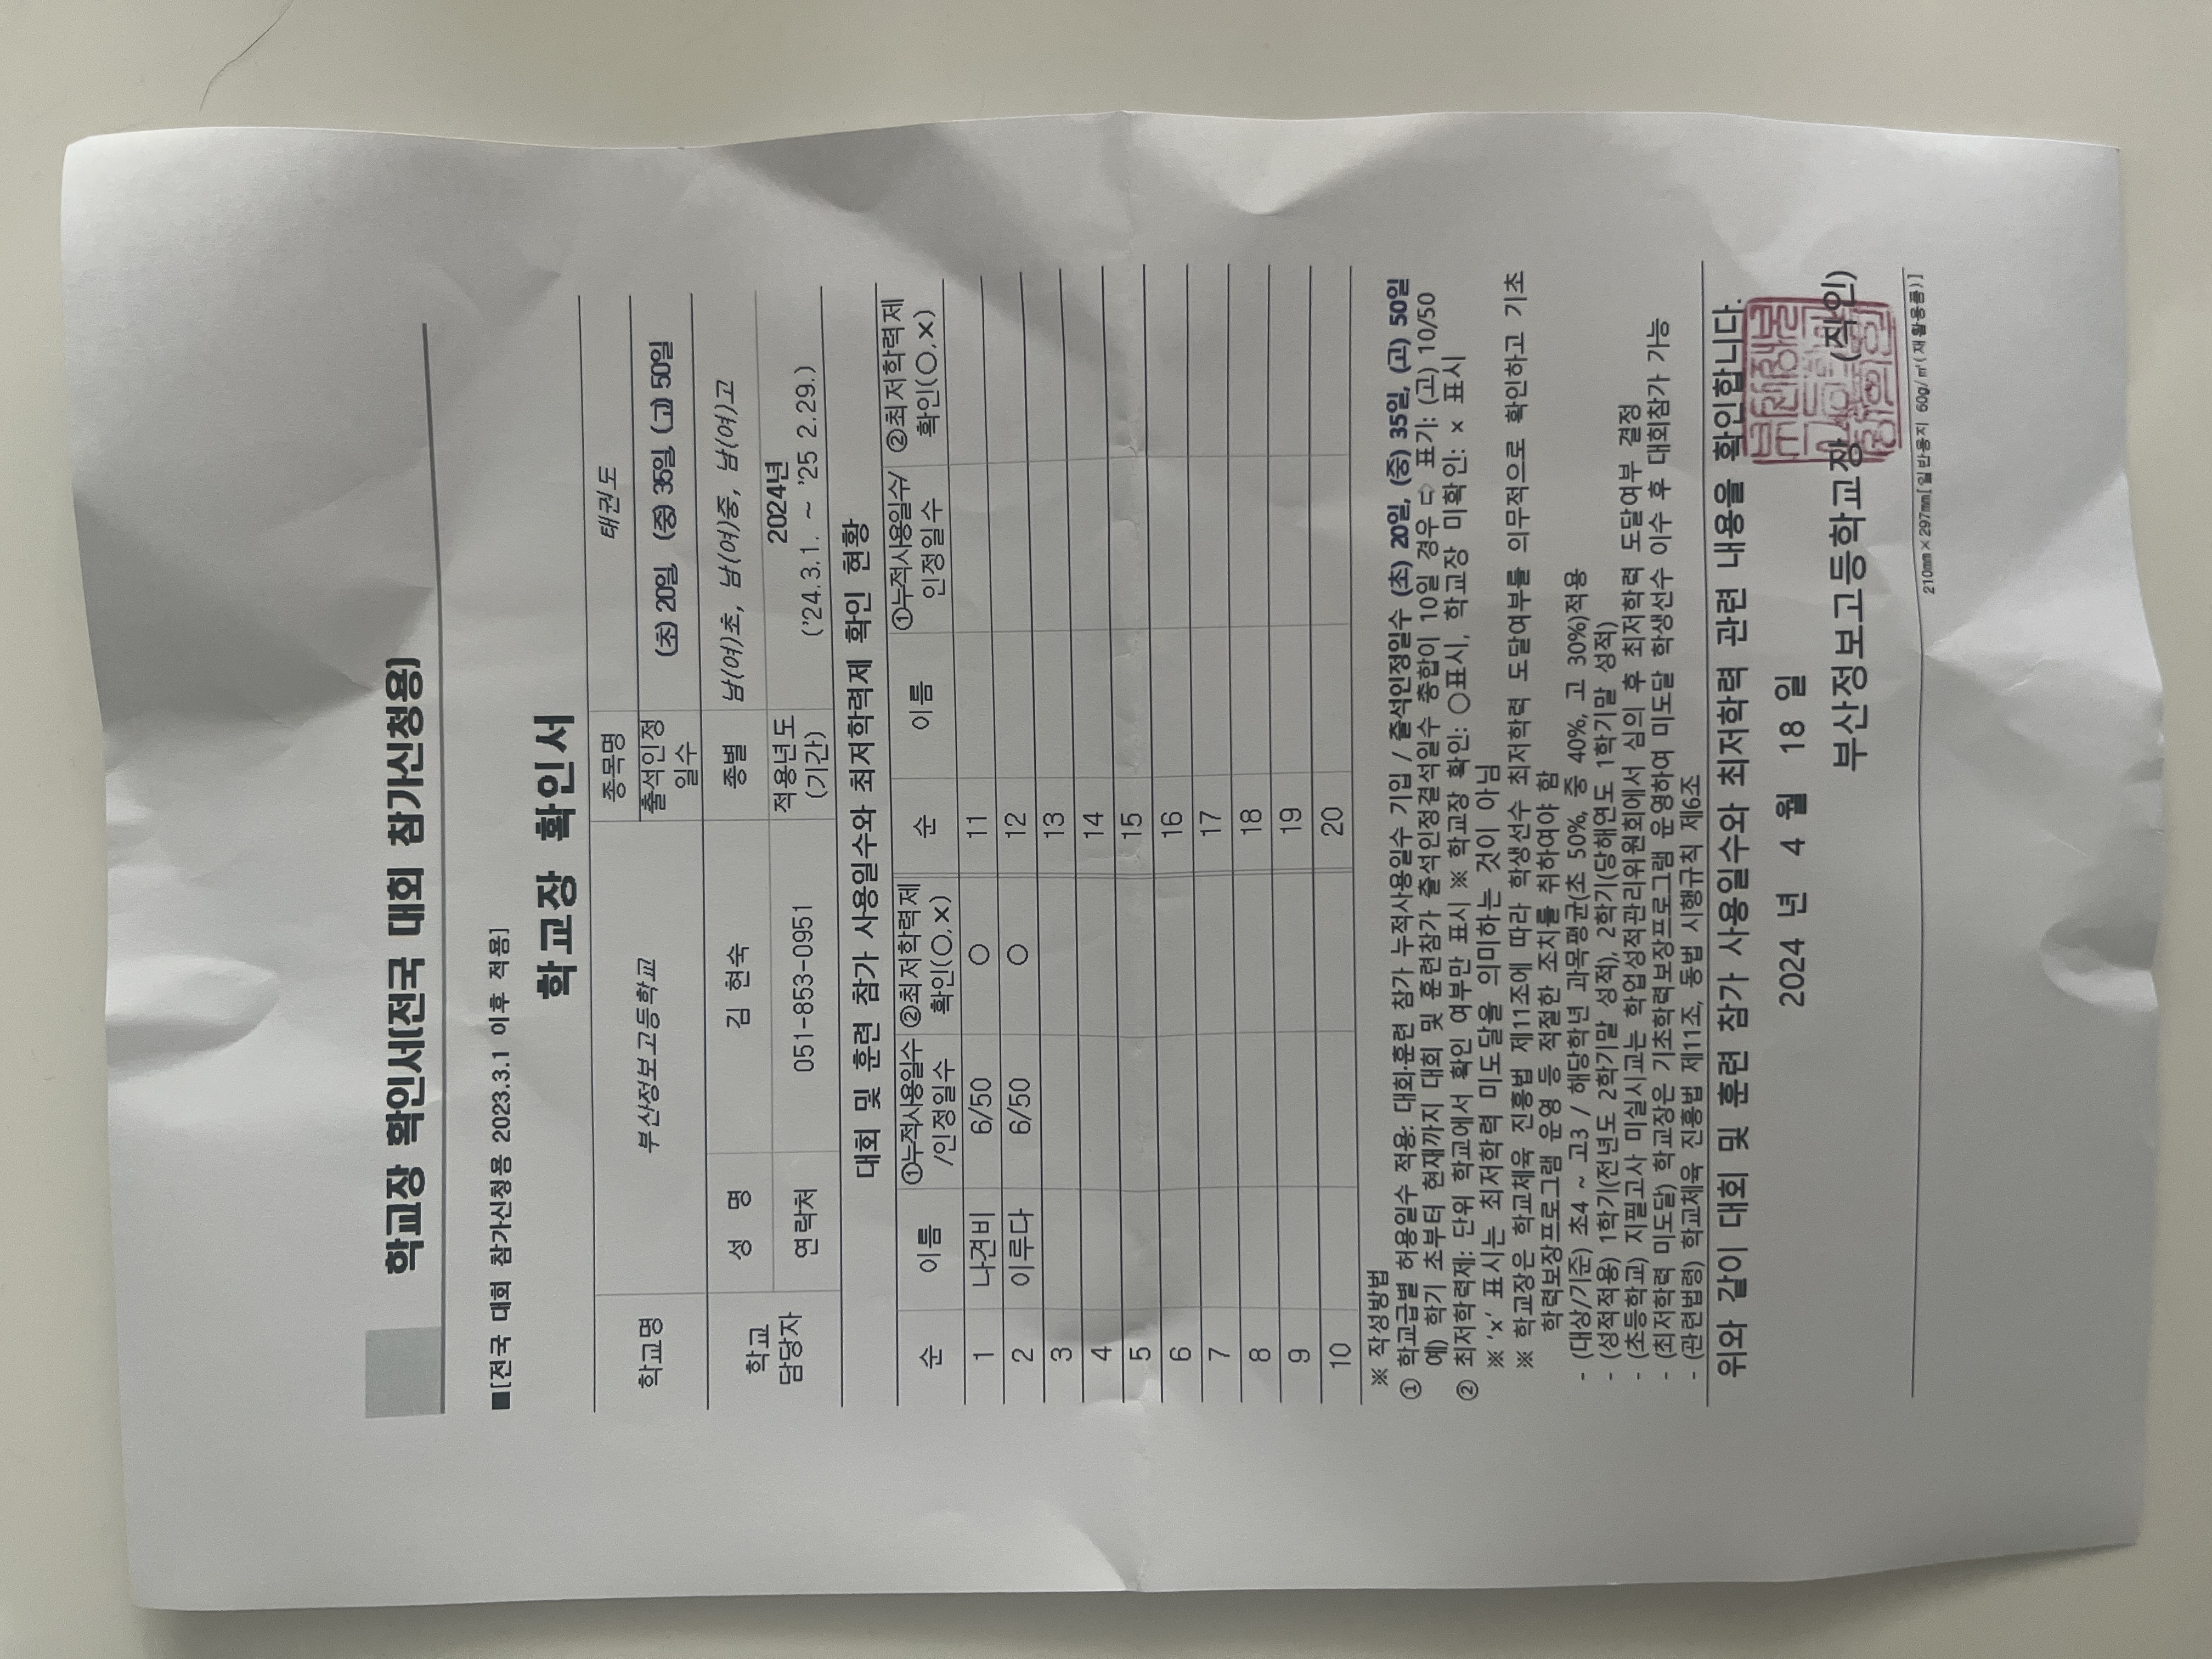 학교장 확인서(전국 대회 참가신청용)
■[전국 대회 참가신청용 2023.3.1 이후 적용]
학교장 확인서
학교명 부산정보고등학교 종목명 태권도
출석인정일수 (초) 20일, (중) 35일, (고) 50일
학교 담당자 성 명 김 현숙 종별 남(여)초, 남(여)중, 남(여)고
연락처 051-853-0951 적용년도(기간) 2024년
('24.3.1. ~ '25 2.29.)
대회 및 훈련 참가 사용일수와 최저학력제 확인 현황
순 이름 ①누적사용일수/인정일수 ②최저학력제 확인(○,×) 순 이름 ①누적사용일수/인정일수 ②최저학력제 확인(○,×)
1 나견비 6/50 ○ 11
2 이루다 6/50 ○ 12
3 13
4 14
5 15
6 16
7 17
8 18
9 19
10 20
※ 작성방법
① 학교급별 허용일수 적용: 대회·훈련 참가 누적사용일수 기입 / 출석인정일수 (초) 20일, (중) 35일, (고) 50일
예) 학기 초부터 현재까지 대회 및 훈련참가 출석인정결석일수 총합이 10일 경우 ⇨ 표기: (고) 10/50
② 최저학력제: 단위 학교에서 확인 여부만 표시 ※ 학교장 확인: ○표시, 학교장 미확인: × 표시
※ 'x' 표시는 최저학력 미도달을 의미하는 것이 아님
※ 학교장은 학교체육 진흥법 제11조에 따라 학생선수 최저학력 도달여부를 의무적으로 확인하고 기초
학력보장프로그램 운영 등 적절한 조치를 취하여야 함
- (대상/기준) 초4 ~ 고3 / 해당학년 과목평균(초 50%, 중 40%, 고 30%)적용
- (성적적용) 1학기(전년도 2학기말 성적), 2학기(당해연도 1학기말 성적)
- (초등학교) 지필고사 미실시교는 학업성적관리위원회에서 심의 후 최저학력 도달여부 결정
- (최저학력 미도달) 학교장은 기초학력보장프로그램 운영하여 미도달 학생선수 이수 후 대회참가 가능
- (관련법령) 학교체육 진흥법 제11조, 동법 시행규칙 제6조
위와 같이 대회 및 훈련 참가 사용일수와 최저학력 관련 내용을 확인합니다.
2024 년 4 월 18 일
부산정보고등학교장 (직인)
210mm×297mm[일반용지 60g/㎡(재활용품)]